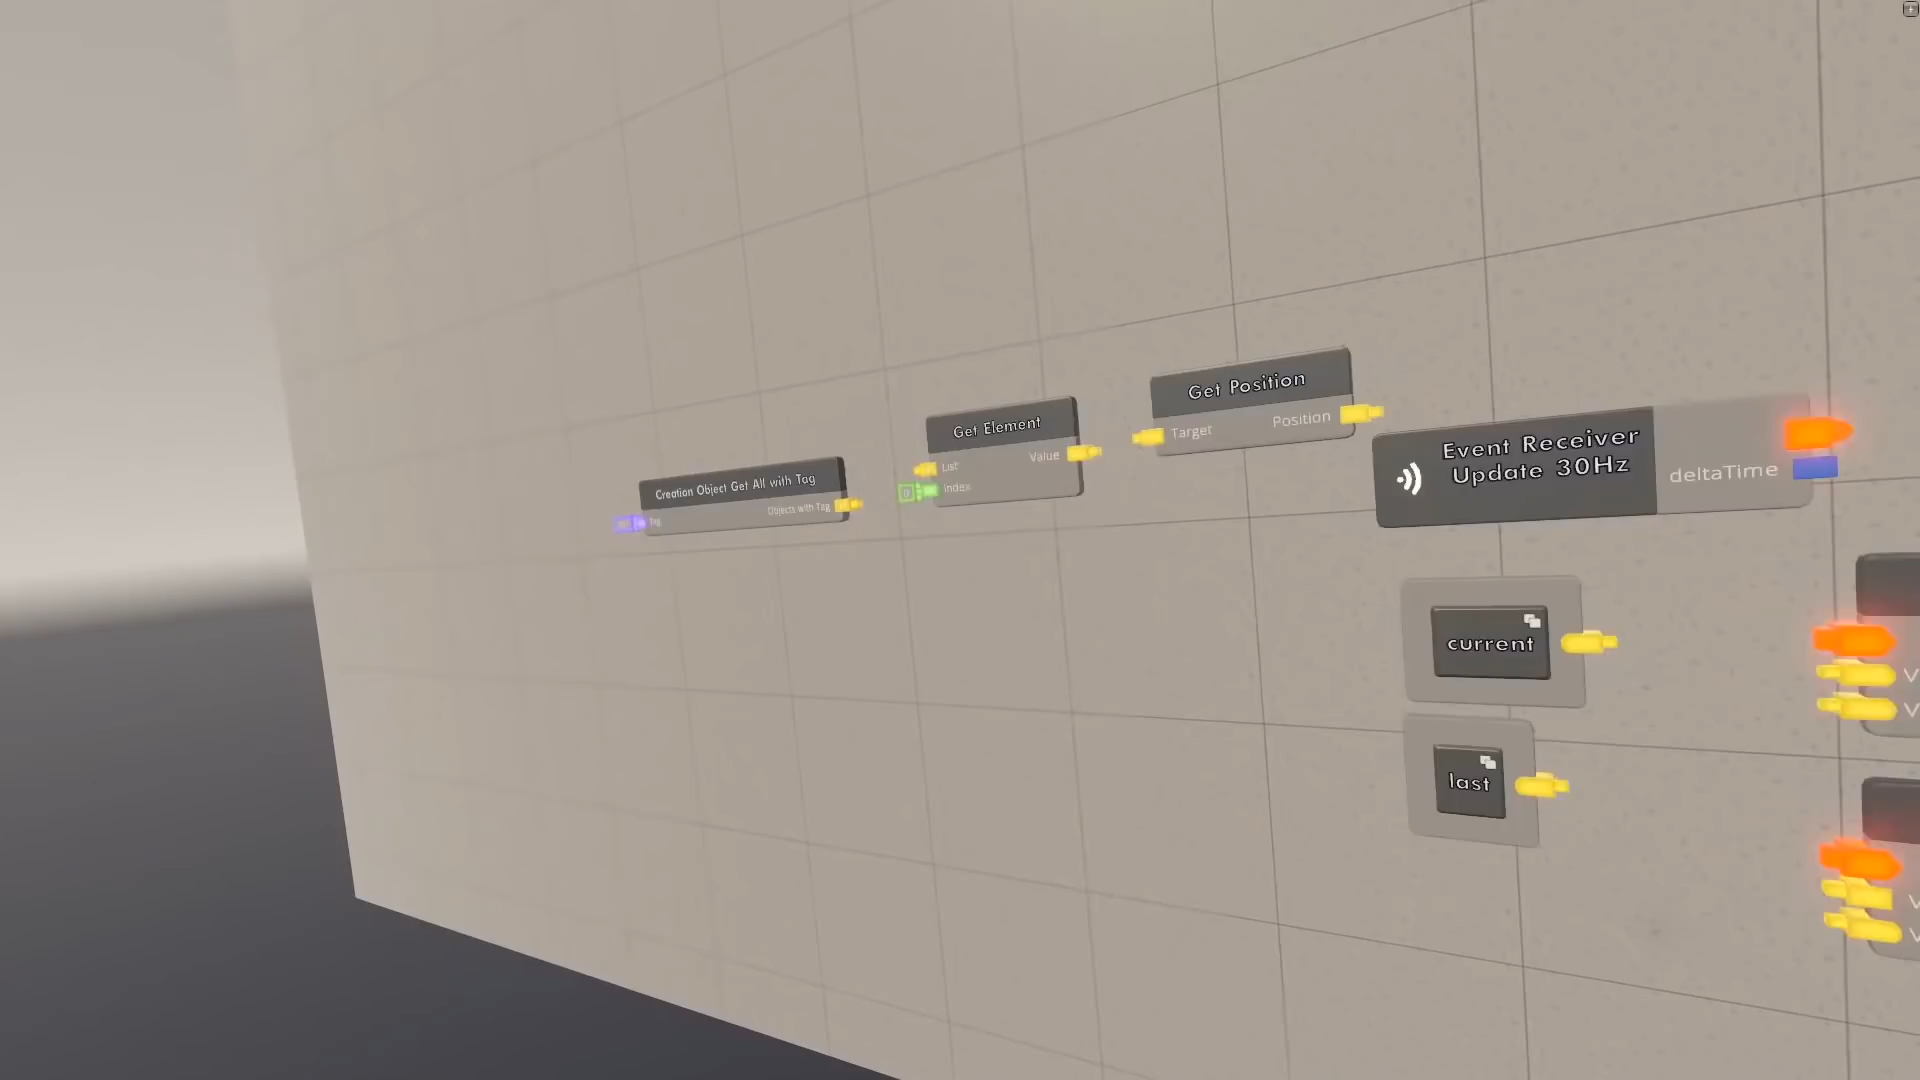 Creation Object Get All with Tag
Tag
Objects with Tag
Get Element
List
Value
0
Index
Get Position
Target
Position
Event Receiver
Update 30Hz
deltaTime
current
last
V
V
V
V